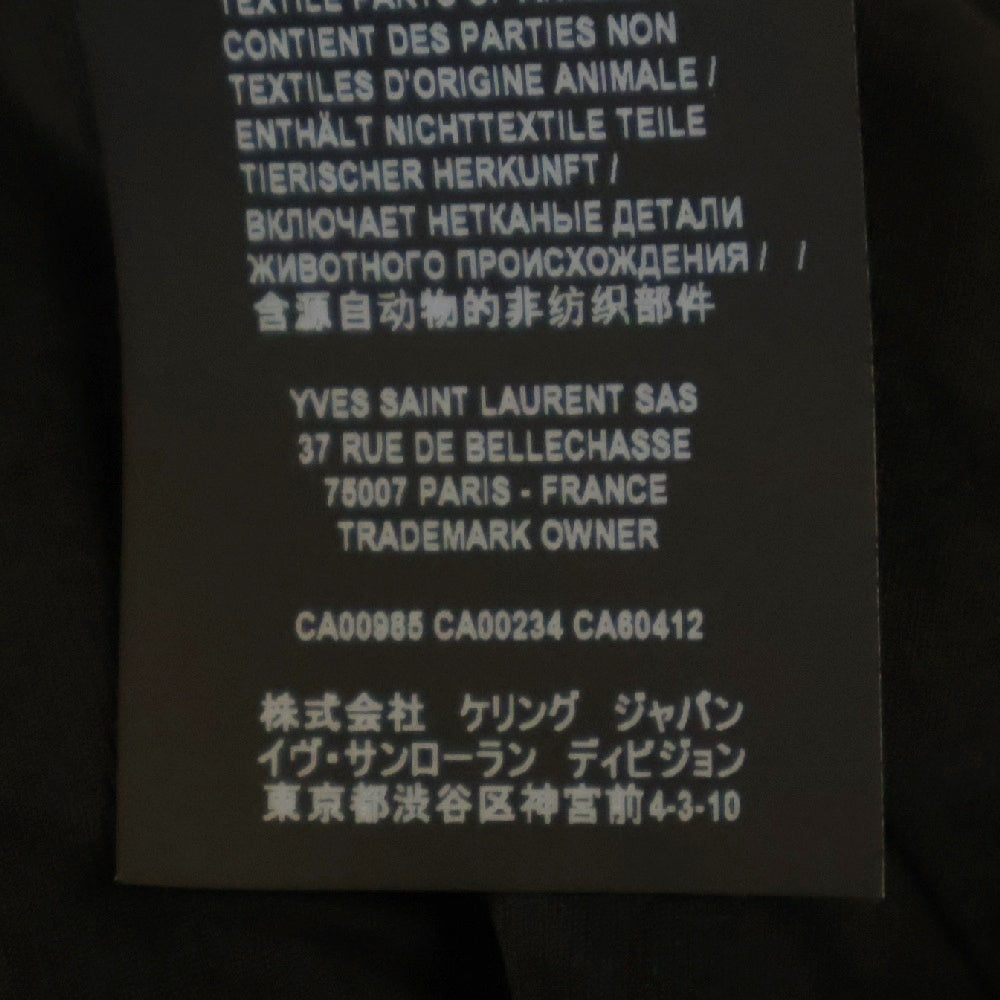 TEXTILE PARTS OF
CONTIENT DES PARTIES NON
TEXTILES D'ORIGINE ANIMALE /
ENTHÄLT NICHTTEXTILE TEILE
TIERISCHER HERKUNFT /
ВКЛЮЧАЕТ НЕТКАНЫЕ ДЕТАЛИ
ЖИВОТНОГО ПРОИСХОЖДЕНИЯ / /
含源自动物的非纺织部件
YVES SAINT LAURENT SAS
37 RUE DE BELLECHASSE
75007 PARIS - FRANCE
TRADEMARK OWNER
CA00985 CA00234 CA60412
株式会社 ケリング ジャパン
イヴ・サンローラン ディビジョン
東京都渋谷区神宮前4-3-10